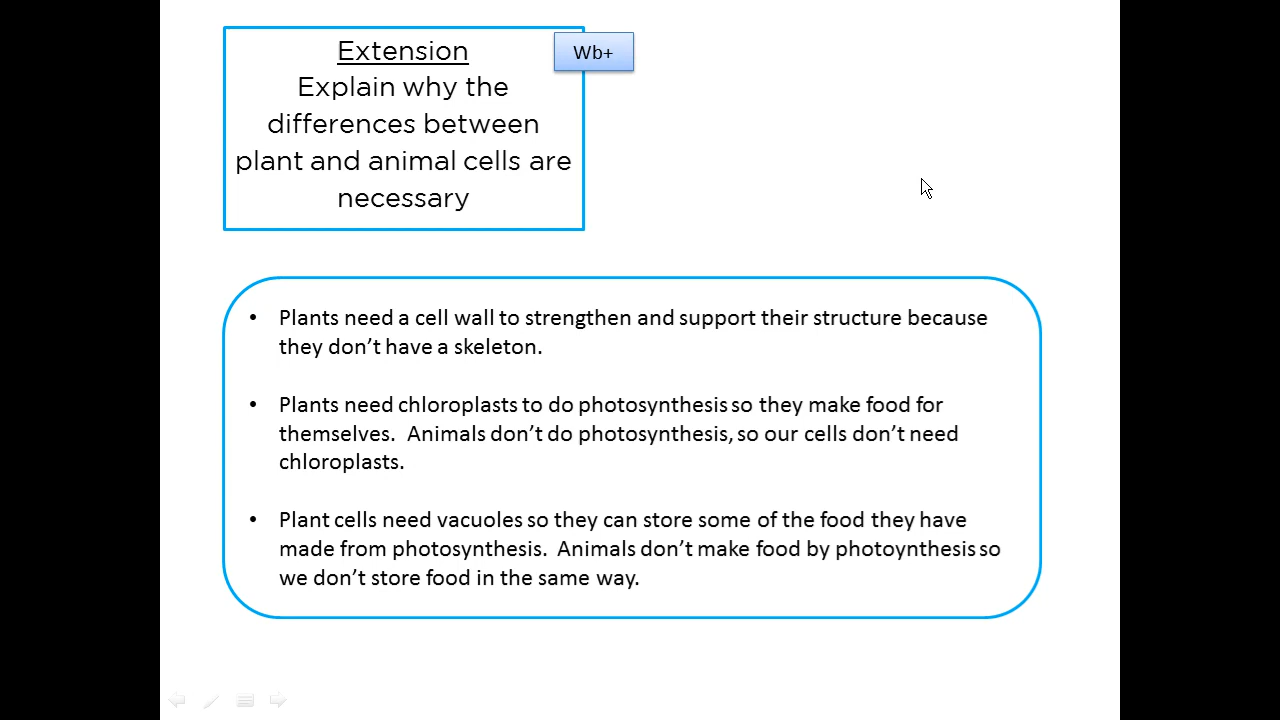 Extension
Wb+
Explain why the
differences between
plant and animal cells are
necessary
• Plants need a cell wall to strengthen and support their structure because
they don't have a skeleton.
• Plants need chloroplasts to do photosynthesis so they make food for
themselves. Animals don't do photosynthesis, so our cells don't need
chloroplasts.
• Plant cells need vacuoles so they can store some of the food they have
made from photosynthesis. Animals don't make food by photoynthesis so
we don't store food in the same way.